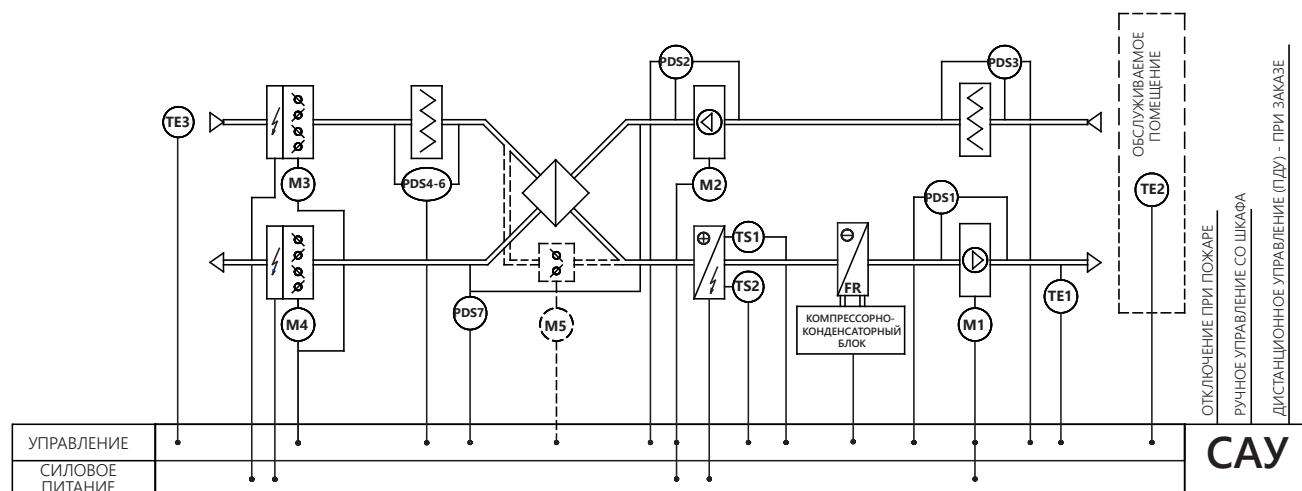 PDS2
PDS3
TE3
M3
PDS4-6
M2
TE2
ОБСЛУЖИВАЕМОЕ
ПОМЕЩЕНИЕ
PDS1
TS1
TS2
FR
КОМПРЕССОРНО-
КОНДЕНСАТОРНЫЙ
БЛОК
TE1
M4
PDS7
M5
M1
ОТКЛЮЧЕНИЕ ПРИ ПОЖАРЕ
РУЧНОЕ УПРАВЛЕНИЕ СО ШКАФА
ДИСТАНЦИОННОЕ УПРАВЛЕНИЕ (ПДУ) - ПРИ ЗАКАЗЕ
УПРАВЛЕНИЕ
СИЛОВОЕ
ПИТАНИЕ
САУ